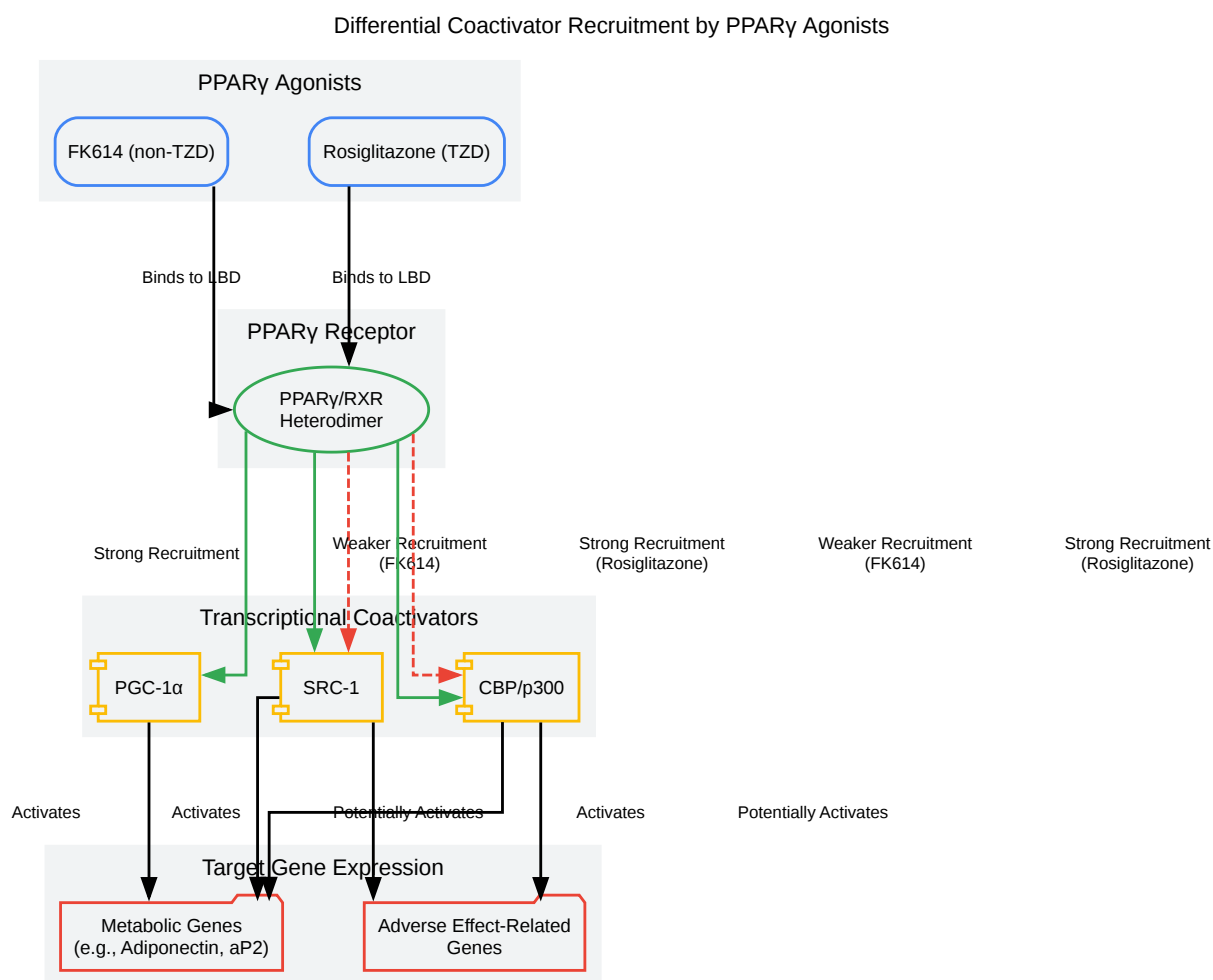 Differential Coactivator Recruitment by PPARγ Agonists
PPARγ Agonists
FK614 (non-TZD)
Rosiglitazone (TZD)
Binds to LBD
Binds to LBD
PPARγ Receptor
PPARγ/RXR
Heterodimer
Strong Recruitment
Weaker Recruitment
(FK614)
Strong Recruitment
(Rosiglitazone)
Weaker Recruitment
(FK614)
Strong Recruitment
(Rosiglitazone)
Transcriptional Coactivators
PGC-1α
SRC-1
CBP/p300
Activates
Activates
Potentially Activates
Activates
Potentially Activates
Target Gene Expression
Metabolic Genes
(e.g., Adiponectin, aP2)
Adverse Effect-Related
Genes